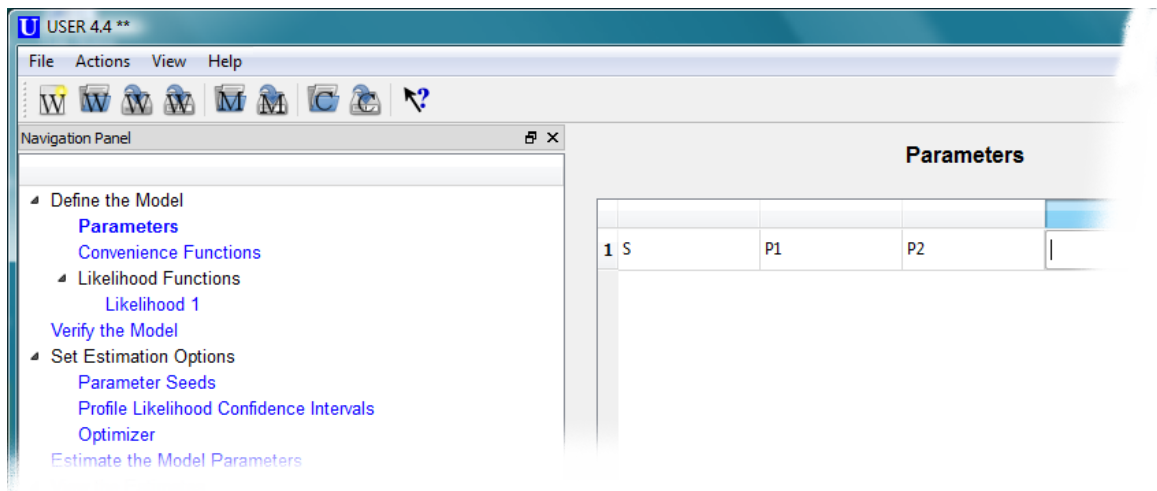 U USER 4.4 **
File Actions View Help
W W W W M M C C ?
Navigation Panel
Parameters
Define the Model
Parameters
Convenience Functions
Likelihood Functions
Likelihood 1
Verify the Model
Set Estimation Options
Parameter Seeds
Profile Likelihood Confidence Intervals
Optimizer
Estimate the Model Parameters
1 S P1 P2